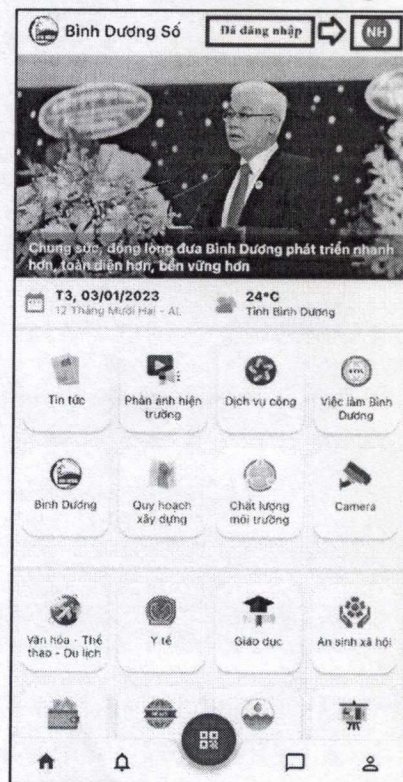 Bình Dương Số
Đã đăng nhập
NH
Chung sức, đồng lòng đưa Bình Dương phát triển nhanh
hơn, toàn diện hơn, bền vững hơn
T3, 03/01/2023
12 Tháng Mười Hai - AL
24°C
Tỉnh Bình Dương
Tin tức
Phản ánh hiện
trường
Dịch vụ công
Việc làm Bình
Dương
Bình Dương
Quy hoạch
xây dựng
Chất lượng
môi trường
Camera
Văn hóa - Thể
thao - Du lịch
Y tế
Giáo dục
An sinh xã hội